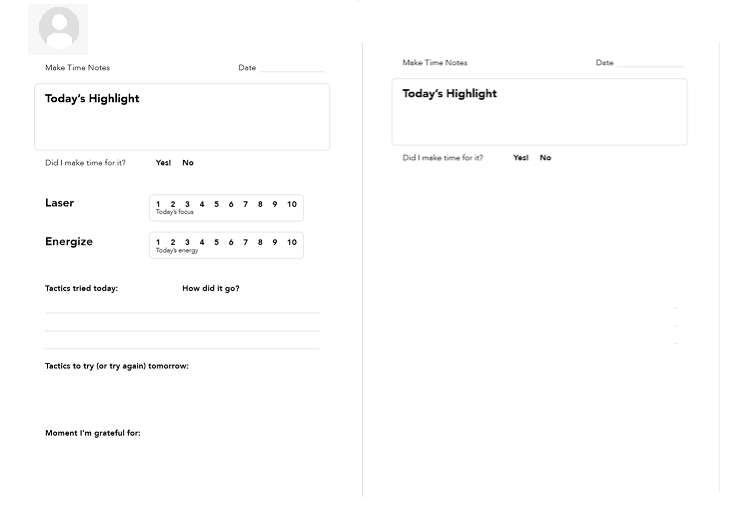 Make Time Notes Date
Today's Highlight
Did I make time for it? Yes! No
Laser
1 2 3 4 5 6 7 8 9 10
Today's focus
Energize
1 2 3 4 5 6 7 8 9 10
Today's energy
Tactics tried today: How did it go?
Tactics to try (or try again) tomorrow:
Moment I'm grateful for:
Make Time Notes Date
Today's Highlight
Did I make time for it? Yes! No